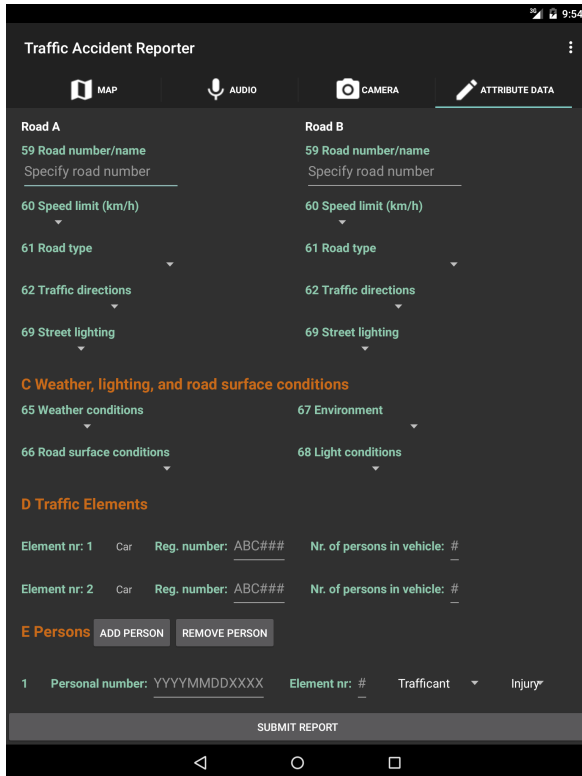 3G 9:54
Traffic Accident Reporter
MAP AUDIO CAMERA ATTRIBUTE DATA
Road A Road B
59 Road number/name 59 Road number/name
Specify road number Specify road number
60 Speed limit (km/h) 60 Speed limit (km/h)
61 Road type 61 Road type
62 Traffic directions 62 Traffic directions
69 Street lighting 69 Street lighting
C Weather, lighting, and road surface conditions
65 Weather conditions 67 Environment
66 Road surface conditions 68 Light conditions
D Traffic Elements
Element nr: 1 Car Reg. number: ABC### Nr. of persons in vehicle: #
Element nr: 2 Car Reg. number: ABC### Nr. of persons in vehicle: #
E Persons ADD PERSON REMOVE PERSON
1 Personal number: YYYYMMDDXXXX Element nr: # Trafficant Injury
SUBMIT REPORT